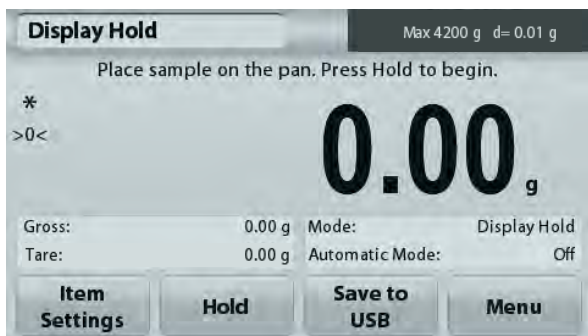 Display Hold
Max 4200 g d= 0.01 g
Place sample on the pan. Press Hold to begin.
*
>0<
0.00 g
Gross: 0.00 g Mode: Display Hold
Tare: 0.00 g Automatic Mode: Off
Item Settings
Hold
Save to USB
Menu